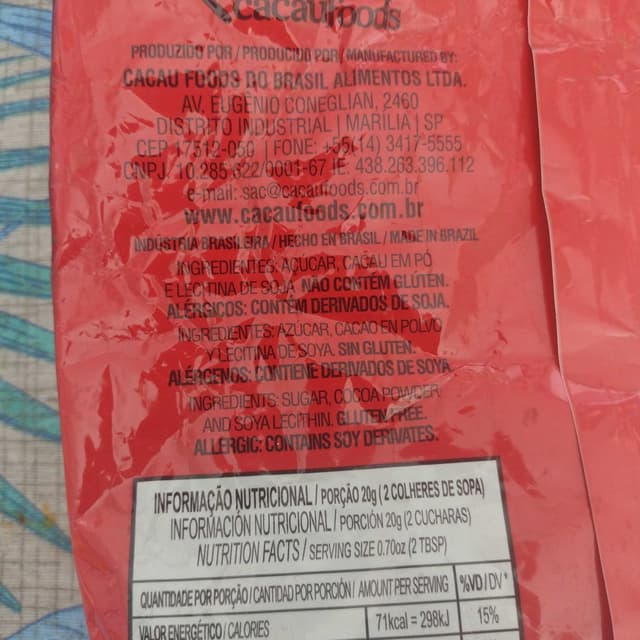 cacaufoods
PRODUZIDO POR / PRODUCIDO POR / MANUFACTURED BY:
CACAU FOODS DO BRASIL ALIMENTOS LTDA.
AV. EUGÊNIO CONEGLIAN, 2460
DISTRITO INDUSTRIAL | MARÍLIA | SP
CEP 17512-050 | FONE: +55(14) 3417-5555
CNPJ. 10.285.622/0001-67 IE: 438.263.396.112
e-mail: sac@cacaufoods.com.br
www.cacaufoods.com.br
INDÚSTRIA BRASILEIRA / HECHO EN BRASIL / MADE IN BRAZIL
INGREDIENTES: AÇUCAR, CACAU EM PÓ
E LECITINA DE SOJA. NÃO CONTÉM GLÚTEN.
ALÉRGICOS: CONTÉM DERIVADOS DE SOJA.
INGREDIENTES: AZÚCAR, CACAO EN POLVO
Y LECITINA DE SOYA. SIN GLUTEN.
ALÉRGENOS: CONTIENE DERIVADOS DE SOYA
INGREDIENTS: SUGAR, COCOA POWDER
AND SOYA LECITHIN. GLUTEN FREE.
ALLERGIC: CONTAINS SOY DERIVATES.
INFORMAÇÃO NUTRICIONAL / PORÇÃO 20g ( 2 COLHERES DE SOPA)
INFORMACIÓN NUTRICIONAL / PORCIÓN 20g (2 CUCHARAS)
NUTRITION FACTS / SERVING SIZE 0.70oz (2 TBSP)
QUANTIDADE POR PORÇÃO / CANTIDAD POR PORCIÓN / AMOUNT PER SERVING %VD / DV*
VALOR ENERGÉTICO / CALORIES 71kcal = 298kJ 15%